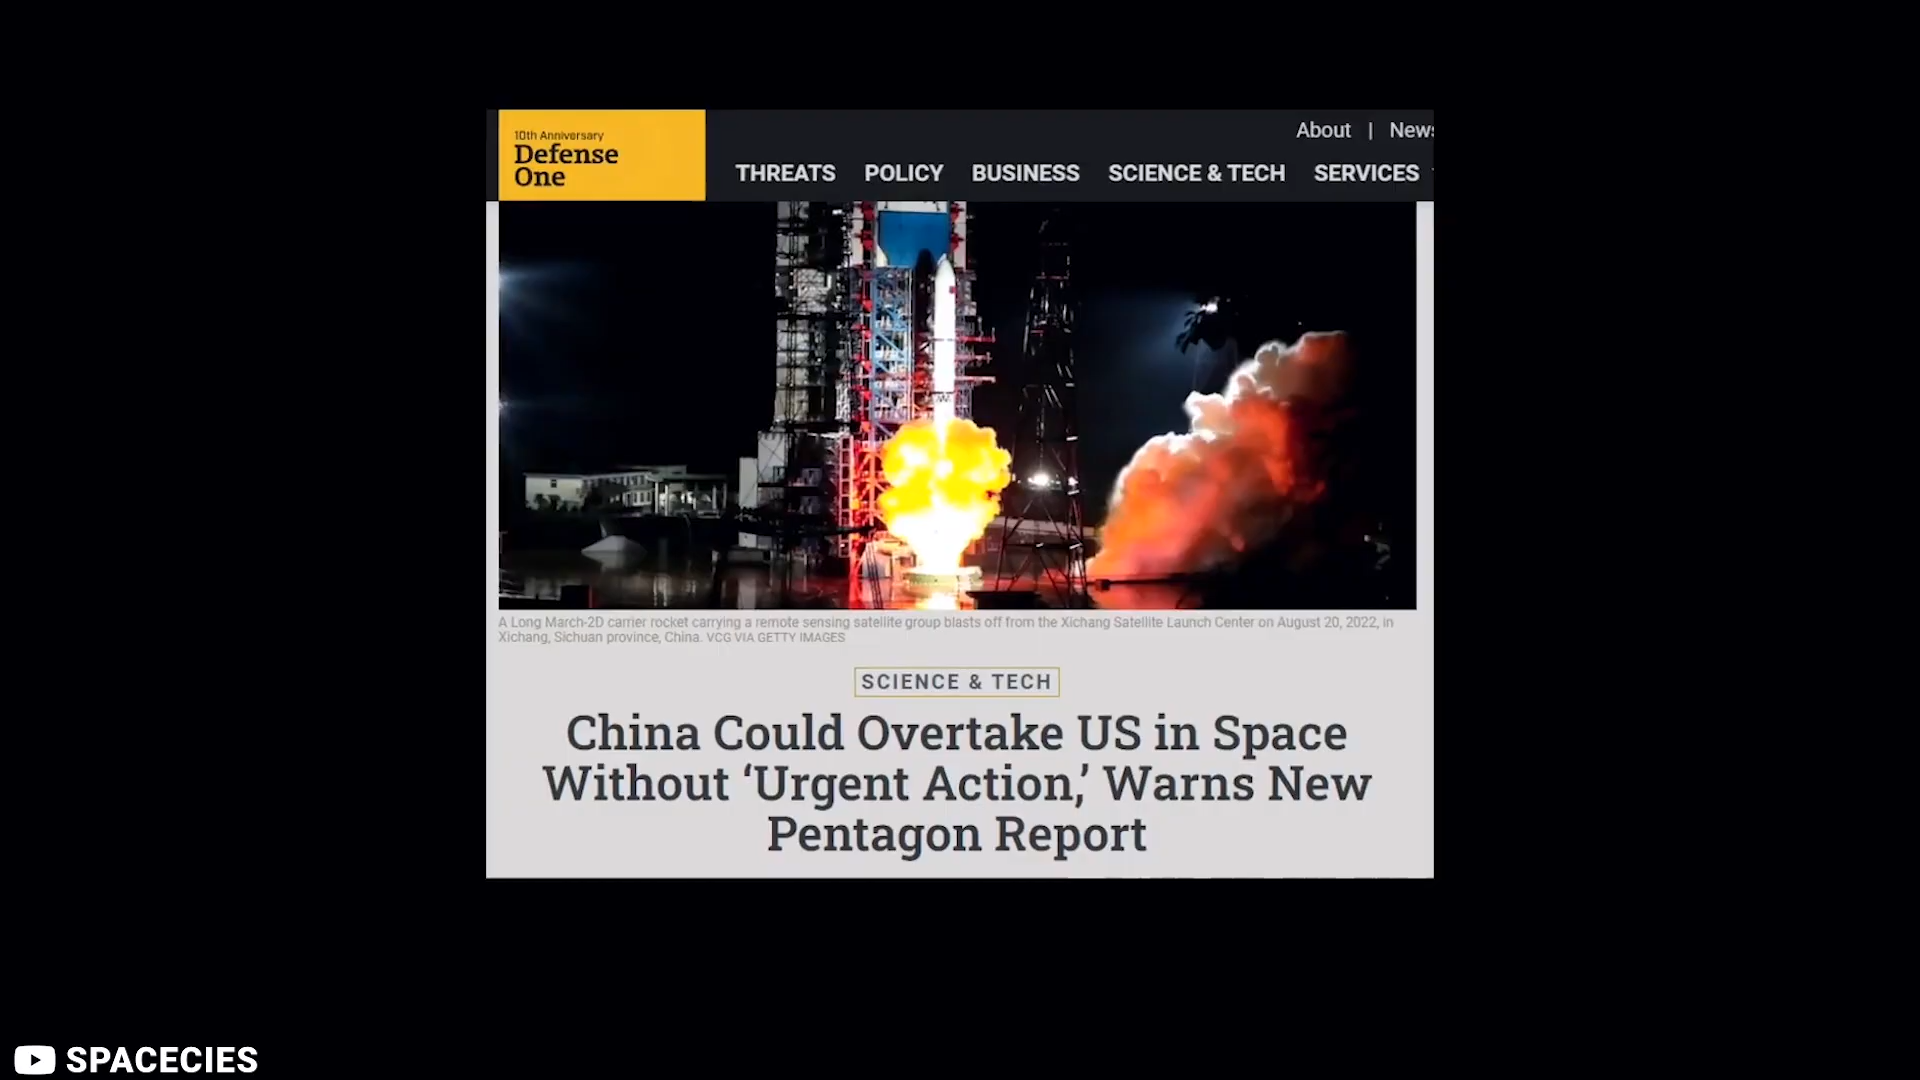 About | News
10th Anniversary
Defense
One
THREATS POLICY BUSINESS SCIENCE & TECH SERVICES
A Long March-2D carrier rocket carrying a remote sensing satellite group blasts off from the Xichang Satellite Launch Center on August 20, 2022, in
Xichang, Sichuan province, China. VCG VIA GETTY IMAGES
SCIENCE & TECH
China Could Overtake US in Space
Without ‘Urgent Action,’ Warns New
Pentagon Report
SPACECIES